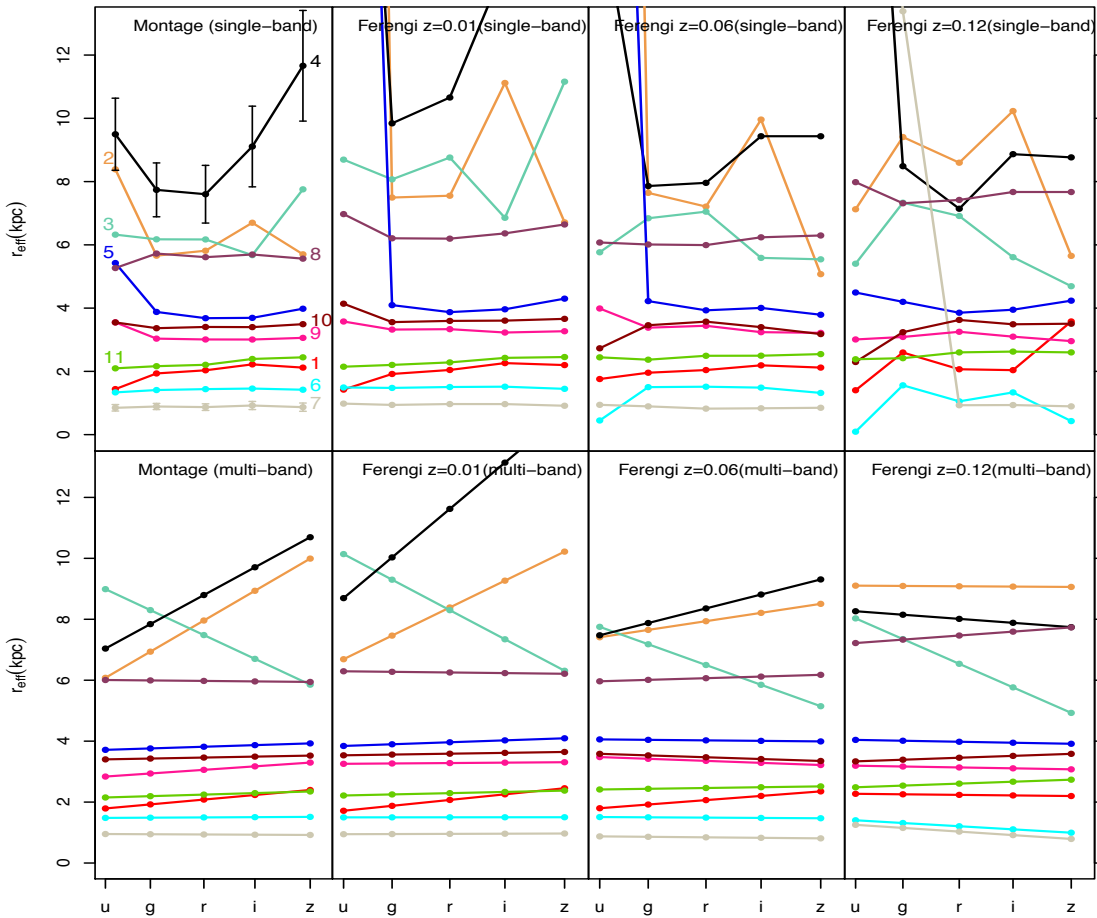 Montage (single−band)
Ferengi z=0.01(single−band)
Ferengi z=0.06(single−band)
Ferengi z=0.12(single−band)
12
10
8
6
4
2
0
r_eff(kpc)
4
2
3
5
8
10
9
11
1
6
7
Montage (multi−band)
Ferengi z=0.01(multi−band)
Ferengi z=0.06(multi−band)
Ferengi z=0.12(multi−band)
12
10
8
6
4
2
0
r_eff(kpc)
u g r i z
u g r i z
u g r i z
u g r i z